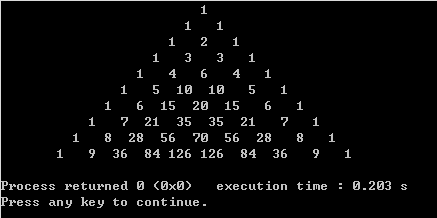 1
1 1
1 2 1
1 3 3 1
1 4 6 4 1
1 5 10 10 5 1
1 6 15 20 15 6 1
1 7 21 35 35 21 7 1
1 8 28 56 70 56 28 8 1
1 9 36 84 126 126 84 36 9 1
Process returned 0 (0x0) execution time : 0.203 s
Press any key to continue.